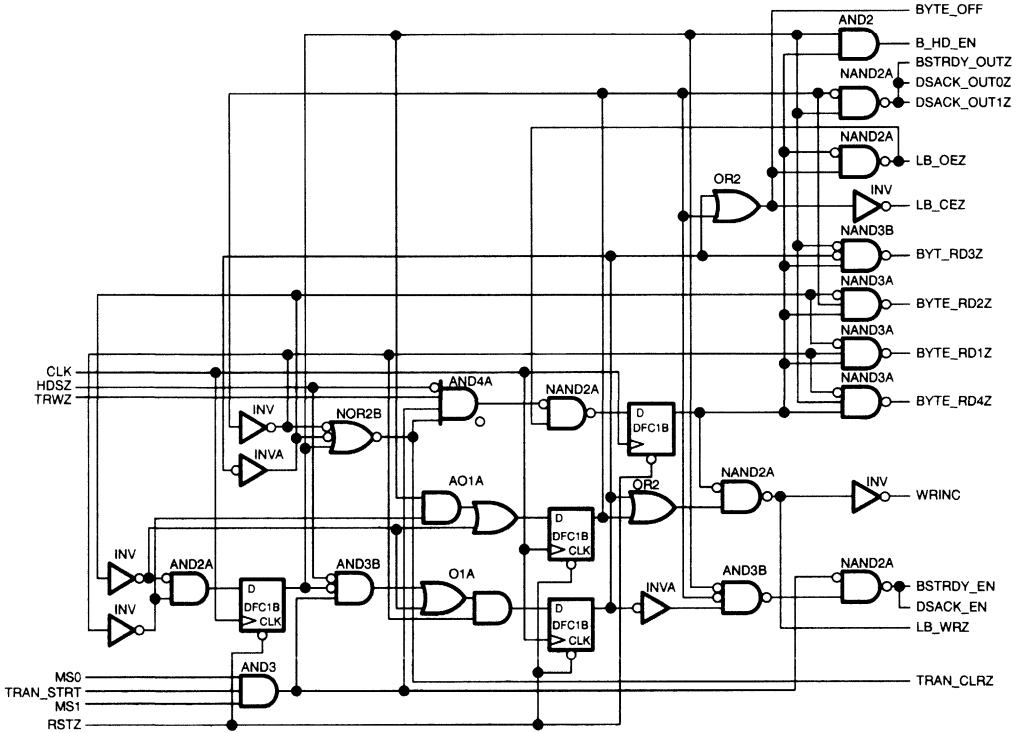 BYTE_OFF
AND2
B_HD_EN
BSTRDY_OUTZ
NAND2A
DSACK_OUT0Z
DSACK_OUT1Z
NAND2A
LB_OEZ
OR2
INV
LB_CEZ
NAND3B
BYT_RD3Z
NAND3A
BYTE_RD2Z
NAND3A
BYTE_RD1Z
CLK
HDSZ
TRWZ
AND4A
NAND2A
NAND3A
BYTE_RD4Z
INV
NOR2B
D
DFC1B
INVA
AO1A
OR2
NAND2A
INV
WRINC
D
DFC1B
CLK
INV
AND2A
AND3B
O1A
INVA
AND3B
NAND2A
BSTRDY_EN
DSACK_EN
INV
D
DFC1B
CLK
D
DFC1B
CLK
LB_WRZ
MS0
TRAN_STRT
MS1
AND3
TRAN_CLRZ
RSTZ